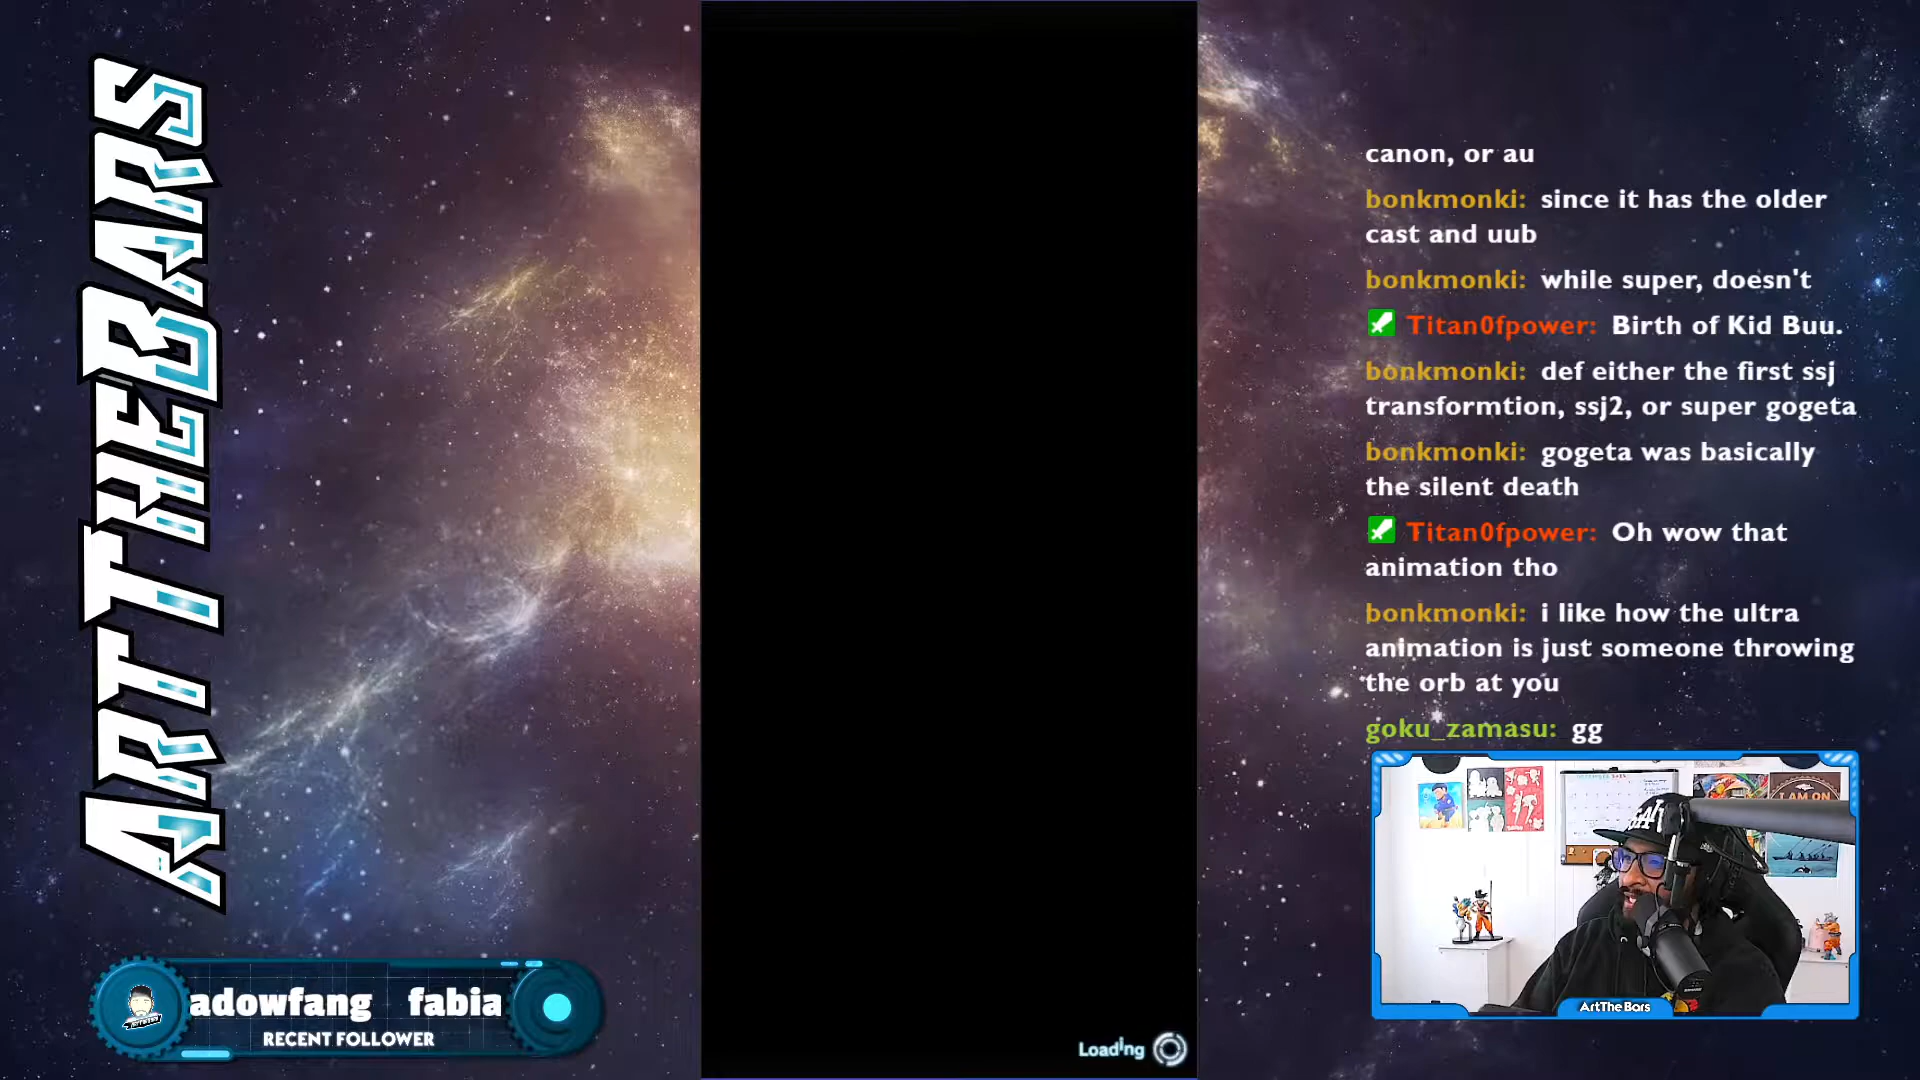 ARTTHEBARS
canon, or au
bonkmonki: since it has the older
cast and uub
bonkmonki: while super, doesn't
Titan0fpower: Birth of Kid Buu.
bonkmonki: def either the first ssj
transformtion, ssj2, or super gogeta
bonkmonki: gogeta was basically
the silent death
Titan0fpower: Oh wow that
animation tho
bonkmonki: i like how the ultra
animation is just someone throwing
the orb at you
goku_zamasu: gg
I AM ON
ArtTheBars
adowfang fabia
RECENT FOLLOWER
Loading